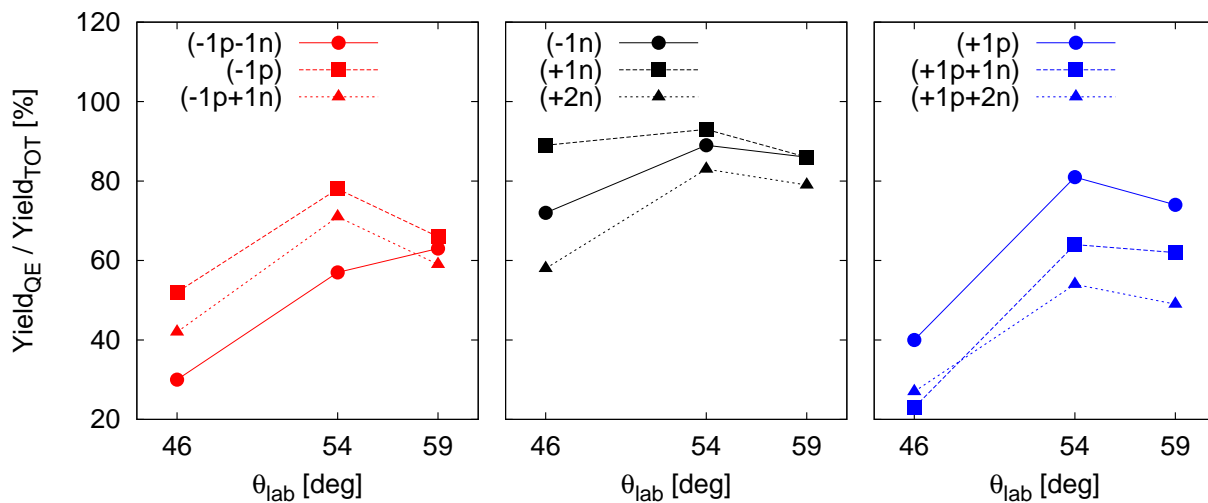 Yield_QE / Yield_TOT [%]
120
100
80
60
40
20
(-1p-1n)
(-1p)
(-1p+1n)
46
54
59
θ_lab [deg]
(-1n)
(+1n)
(+2n)
46
54
59
θ_lab [deg]
(+1p)
(+1p+1n)
(+1p+2n)
46
54
59
θ_lab [deg]